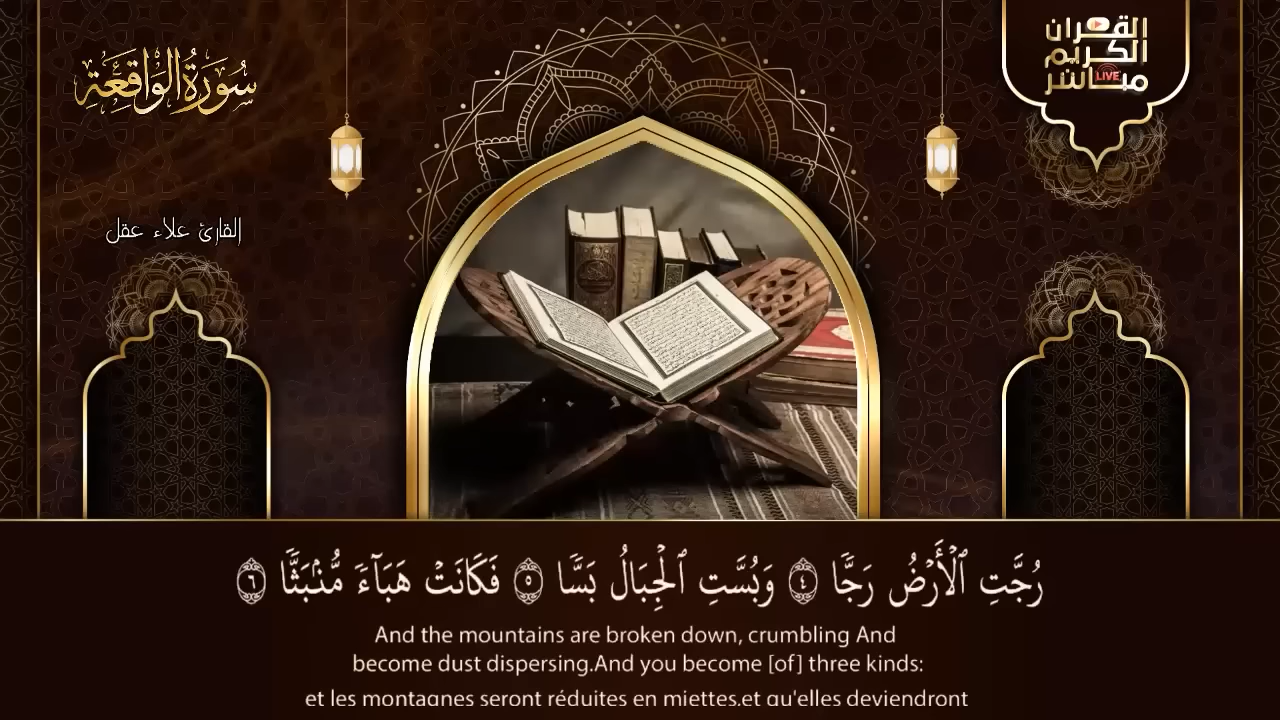 سُورَةُ الوَاقِعَةِ
القرآن
الكريم
مباشر
LIVE
القارئ علاء عقل
رُجَّتِ ٱلْأَرْضُ رَجًّا ٤ وَبُسَّتِ ٱلْجِبَالُ بَسًّا ٥ فَكَانَتْ هَبَآءً مُّنۢبَثًّا ٦
And the mountains are broken down, crumbling And
become dust dispersing.And you become [of] three kinds:
et les montagnes seront réduites en miettes.et qu'elles deviendront